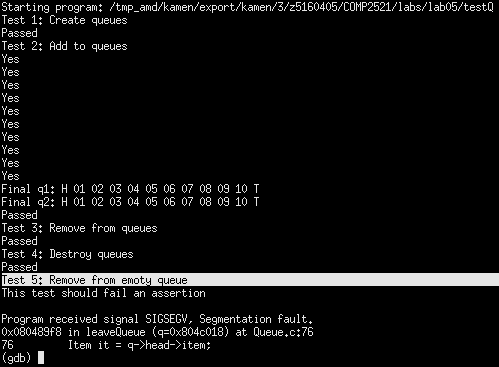 Starting program: /tmp_amd/kamen/export/kamen/3/z5160405/COMP2521/labs/lab05/testQ
Test 1: Create queues
Passed
Test 2: Add to queues
Yes
Yes
Yes
Yes
Yes
Yes
Yes
Yes
Yes
Yes
Final q1: H 01 02 03 04 05 06 07 08 09 10 T
Final q2: H 01 02 03 04 05 06 07 08 09 10 T
Passed
Test 3: Remove from queues
Passed
Test 4: Destroy queues
Passed
Test 5: Remove from emoty queue
This test should fail an assertion
Program received signal SIGSEGV, Segmentation fault.
0x080489f8 in leaveQueue (q=0x804c018) at Queue.c:76
76 Item it = q->head->item;
(gdb)